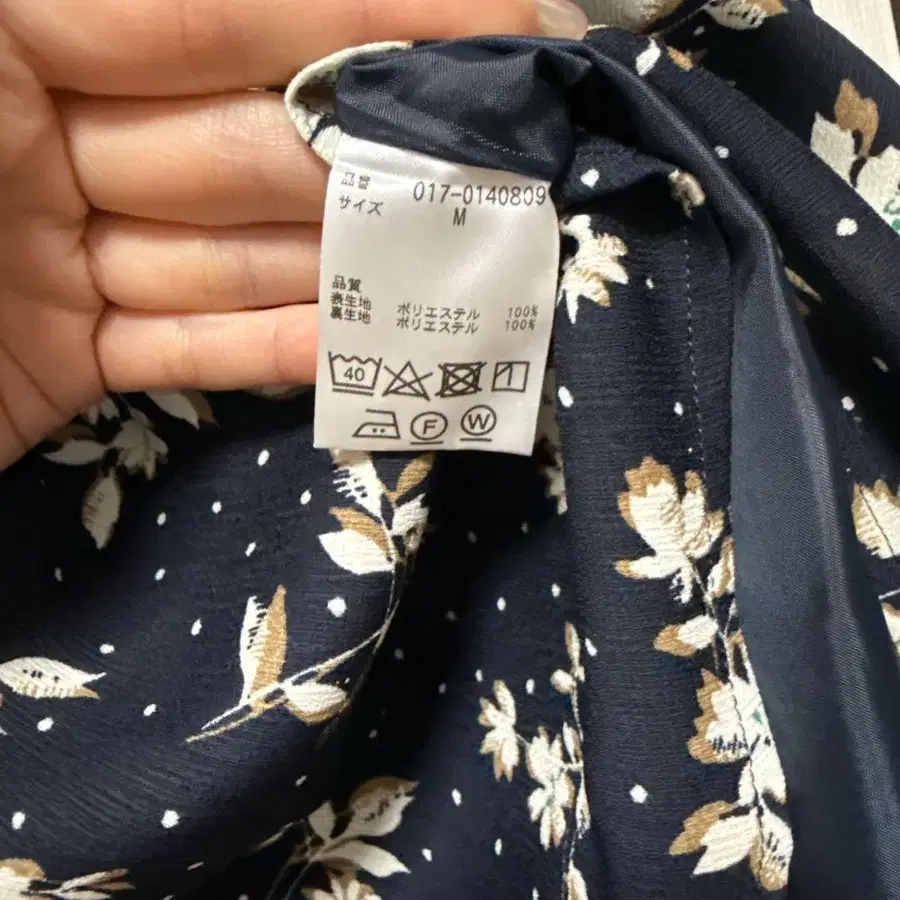 品番 017-0140809
サイズ M
品質
表生地 ポリエステル 100%
裏生地 ポリエステル 100%
40
F W